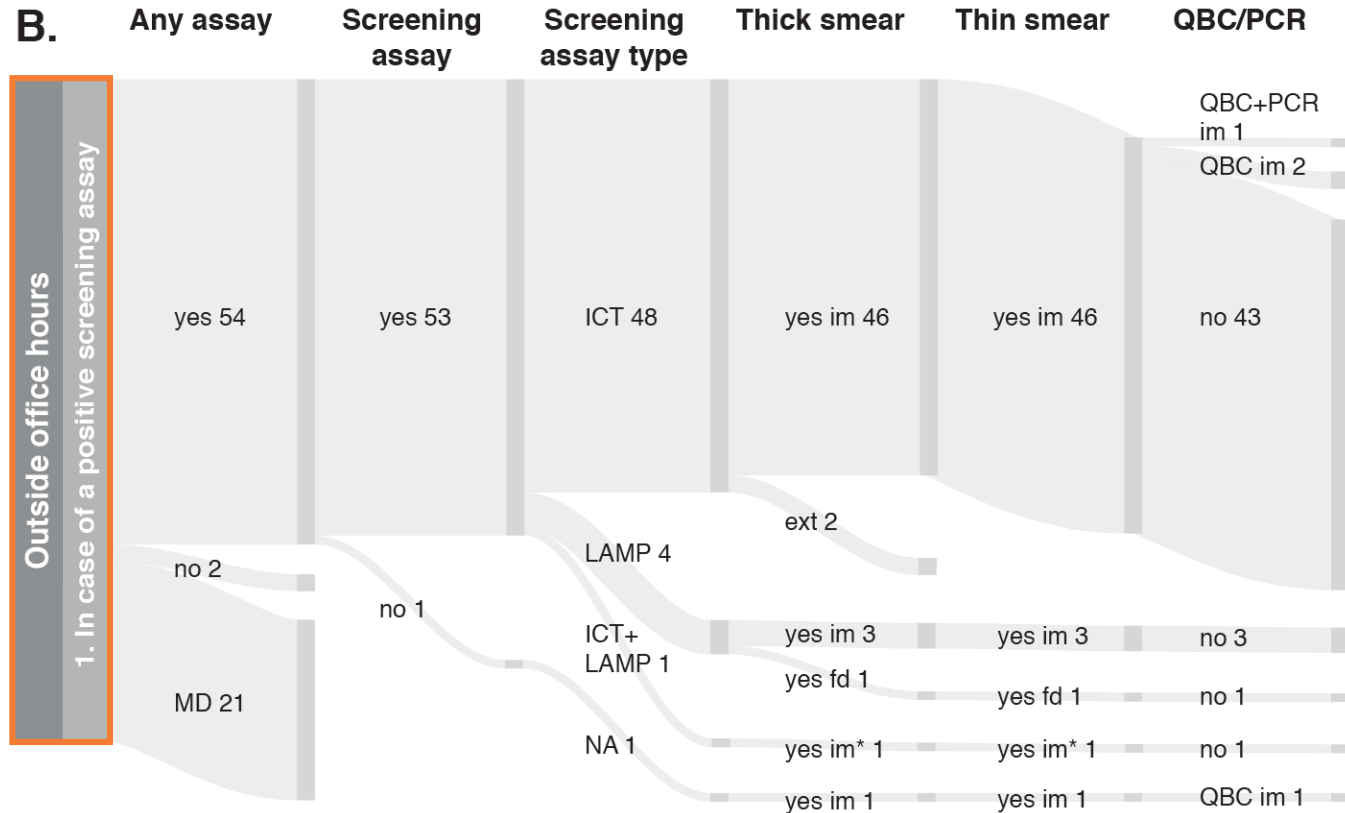 B.
Any assay
Screening
assay
Screening
assay type
Thick smear
Thin smear
QBC/PCR
Outside office hours
1. In case of a positive screening assay
yes 54
yes 53
ICT 48
yes im 46
yes im 46
QBC+PCR
im 1
QBC im 2
no 43
no 2
MD 21
no 1
LAMP 4
ICT+
LAMP 1
NA 1
ext 2
yes im 3
yes im 3
no 3
yes fd 1
yes fd 1
no 1
yes im* 1
yes im* 1
no 1
yes im 1
yes im 1
QBC im 1